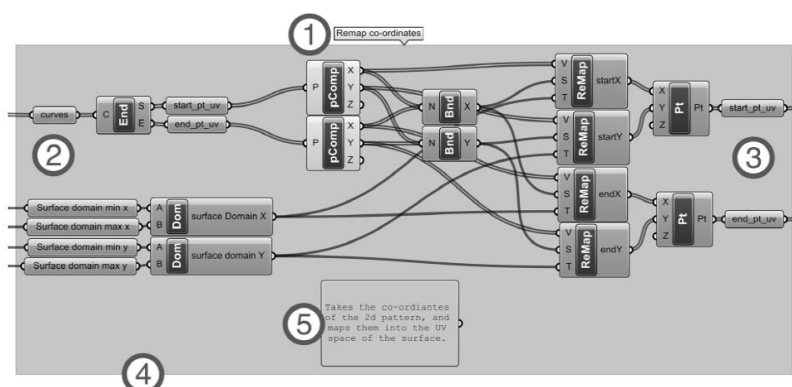 1
Remap co-ordinates
curves
C
End
S
E
start_pt_uv
end_pt_uv
P
pComp
X
Y
Z
P
pComp
X
Y
Z
N
Bnd
X
N
Bnd
Y
V
S
T
ReMap
startX
V
S
T
ReMap
startY
V
S
T
ReMap
endX
V
S
T
ReMap
endY
X
Y
Z
Pt
Pt
start_pt_uv
X
Y
Z
Pt
Pt
end_pt_uv
2
3
Surface domain min x
Surface domain max x
Surface domain min y
Surface domain max y
A
B
Dom
surface Domain X
A
B
Dom
surface domain Y
5
Takes the co-ordiantes
of the 2d pattern, and
maps them into the UV
space of the surface.
4